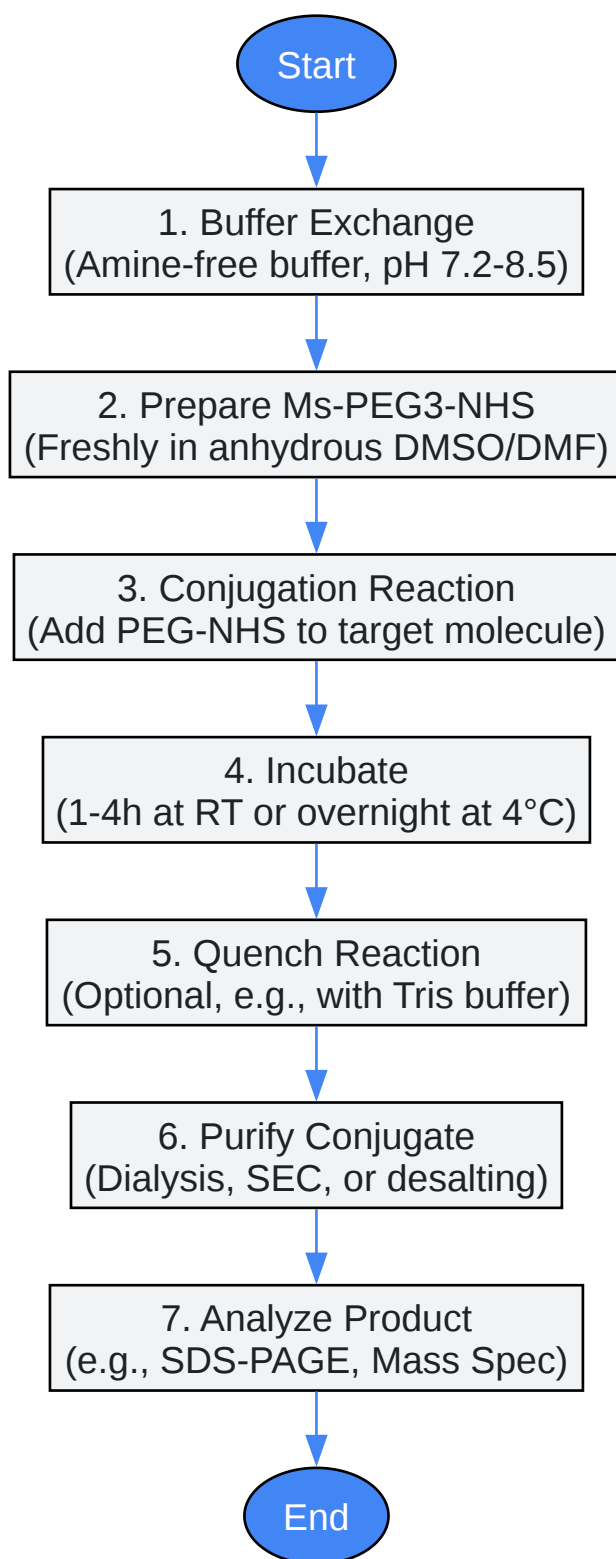 Start
1. Buffer Exchange
(Amine-free buffer, pH 7.2-8.5)
2. Prepare Ms-PEG3-NHS
(Freshly in anhydrous DMSO/DMF)
3. Conjugation Reaction
(Add PEG-NHS to target molecule)
4. Incubate
(1-4h at RT or overnight at 4°C)
5. Quench Reaction
(Optional, e.g., with Tris buffer)
6. Purify Conjugate
(Dialysis, SEC, or desalting)
7. Analyze Product
(e.g., SDS-PAGE, Mass Spec)
End